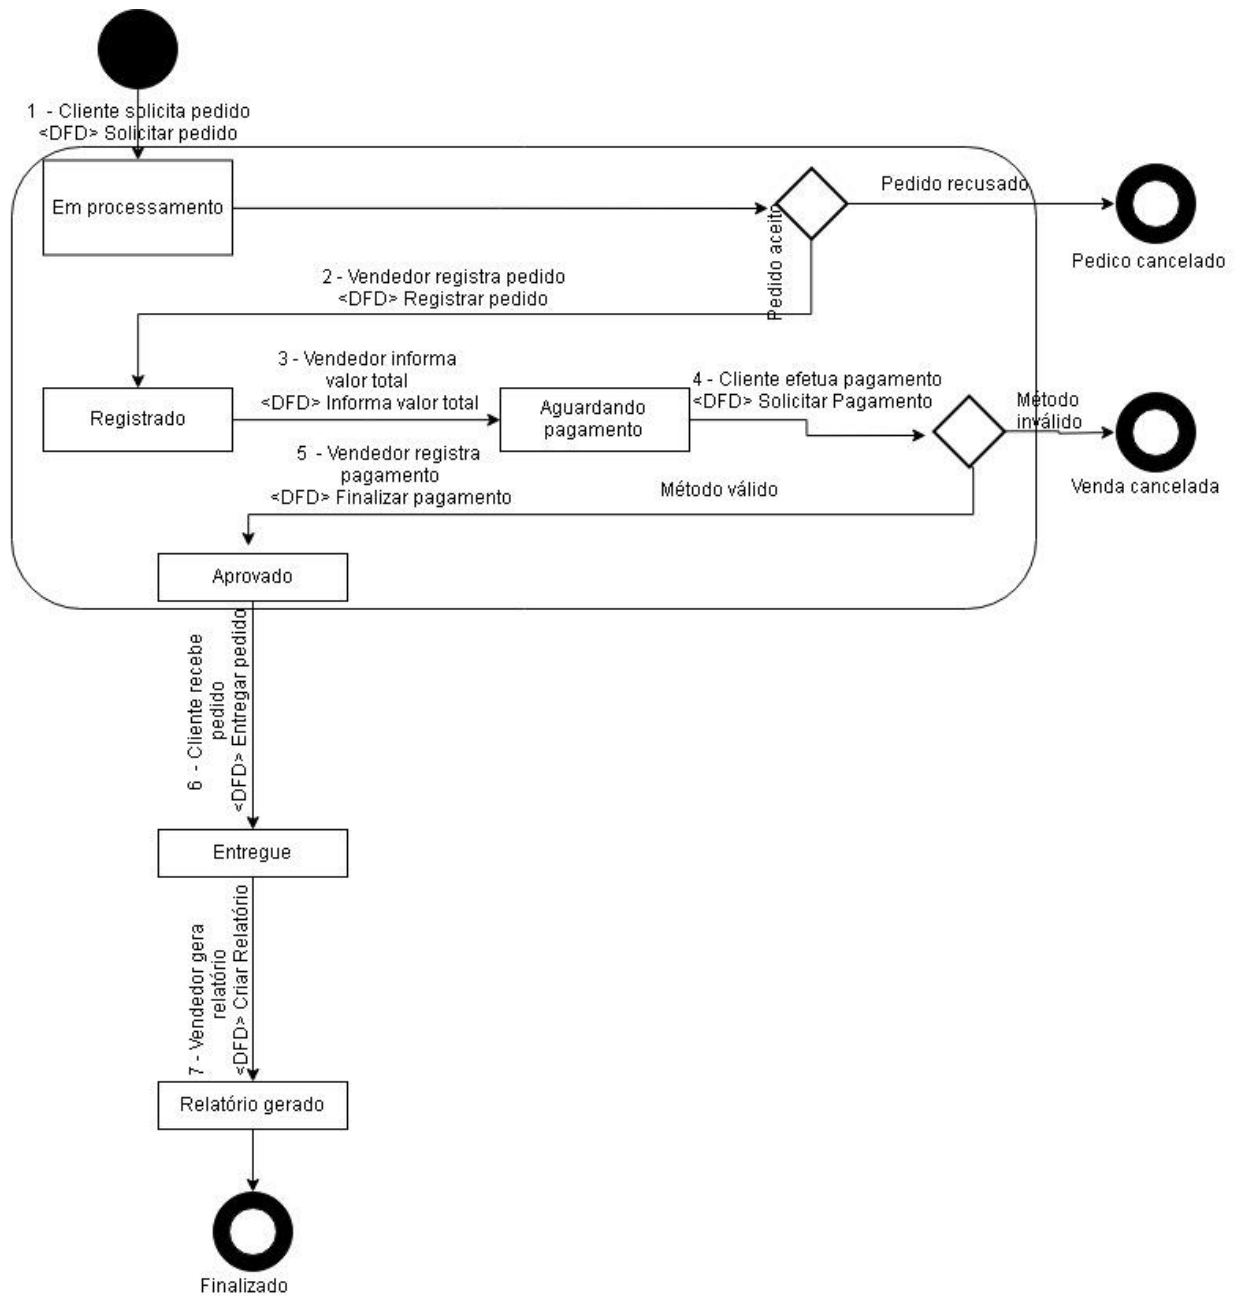 1 - Cliente solicita pedido
<DFD> Solicitar pedido
Em processamento
Pedido recusado
Pedico cancelado
Pedido aceito
2 - Vendedor registra pedido
<DFD> Registrar pedido
Registrado
3 - Vendedor informa
valor total
<DFD> Informa valor total
Aguardando
pagamento
4 - Cliente efetua pagamento
<DFD> Solicitar Pagamento
Método
inválido
Venda cancelada
5 - Vendedor registra
pagamento
<DFD> Finalizar pagamento
Método válido
Aprovado
6 - Cliente recebe
pedido
<DFD> Entregar pedido
Entregue
7 - Vendedor gera
relatório
<DFD> Criar Relatório
Relatório gerado
Finalizado